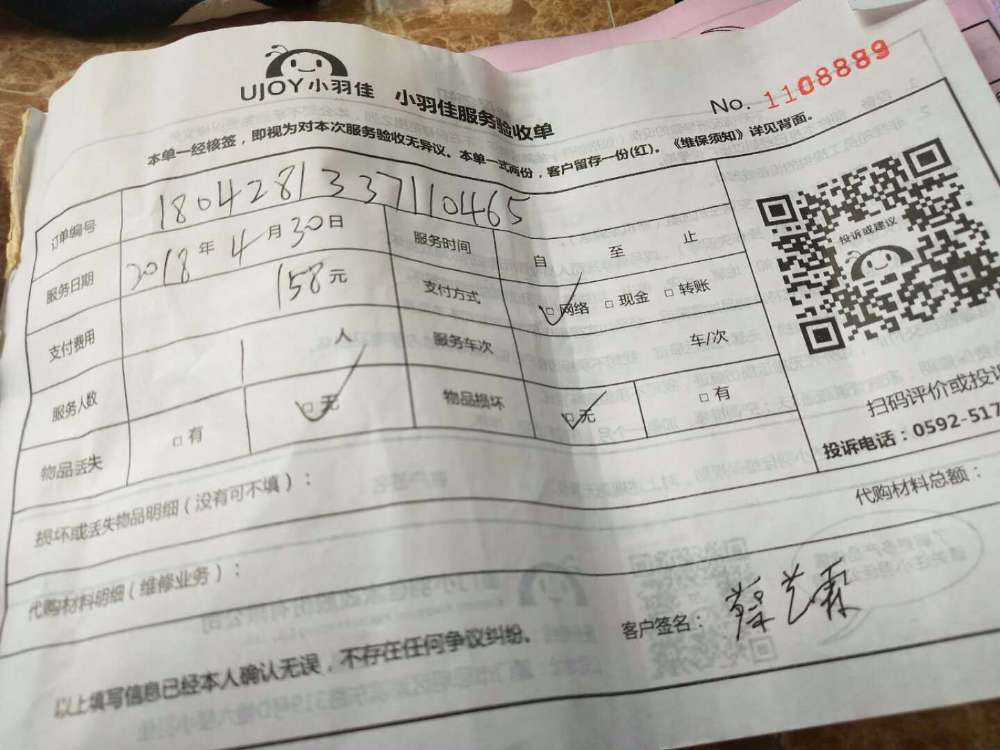 UJOY小羽佳 小羽佳服务验收单
No. 1108889
本单一经核签，即视为对本次服务验收无异议。本单一式两份，客户留存一份(红)。《维保须知》详见背面。
订单编号 180428133711 0465
服务日期 2018年4月30日 服务时间 自 至 止
支付费用 158元 支付方式 □网络 □现金 □转账
服务人数 1人 服务车次 车/次
物品丢失 □有 □无 物品损坏 □无 □有
投诉或建议
扫码评价或投诉
投诉电话：0592-517
损坏或丢失物品明细（没有可不填）：
代购材料明细（维修业务）：
代购材料总额：
以上填写信息已经本人确认无误，不存在任何争议纠纷。
客户签名：蔡艺霖